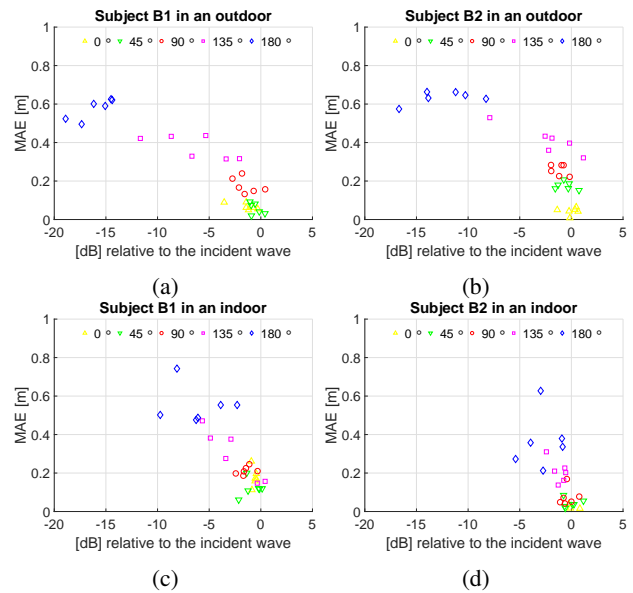 Subject B1 in an outdoor
1
0° 45° 90° 135° 180°
0.8
0.6
0.4
0.2
0
MAE [m]
-20 -15 -10 -5 0 5
[dB] relative to the incident wave
(a)
Subject B2 in an outdoor
1
0° 45° 90° 135° 180°
0.8
0.6
0.4
0.2
0
MAE [m]
-20 -15 -10 -5 0 5
[dB] relative to the incident wave
(b)
Subject B1 in an indoor
1
0° 45° 90° 135° 180°
0.8
0.6
0.4
0.2
0
MAE [m]
-20 -15 -10 -5 0 5
[dB] relative to the incident wave
(c)
Subject B2 in an indoor
1
0° 45° 90° 135° 180°
0.8
0.6
0.4
0.2
0
MAE [m]
-20 -15 -10 -5 0 5
[dB] relative to the incident wave
(d)